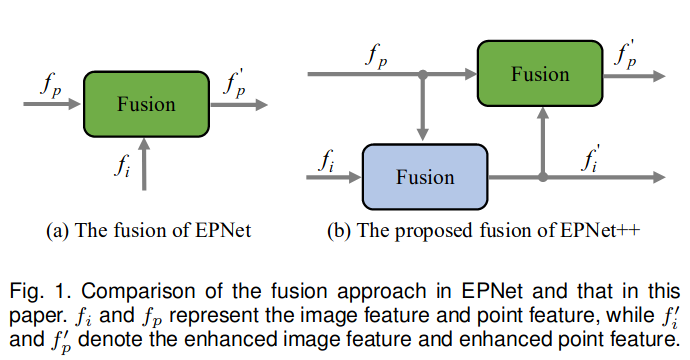 f_p Fusion f_p'
f_i
(a) The fusion of EPNet
f_p Fusion f_p'
f_i Fusion f_i'
(b) The proposed fusion of EPNet++
Fig. 1. Comparison of the fusion approach in EPNet and that in this
paper. f_i and f_p represent the image feature and point feature, while f_i'
and f_p' denote the enhanced image feature and enhanced point feature.